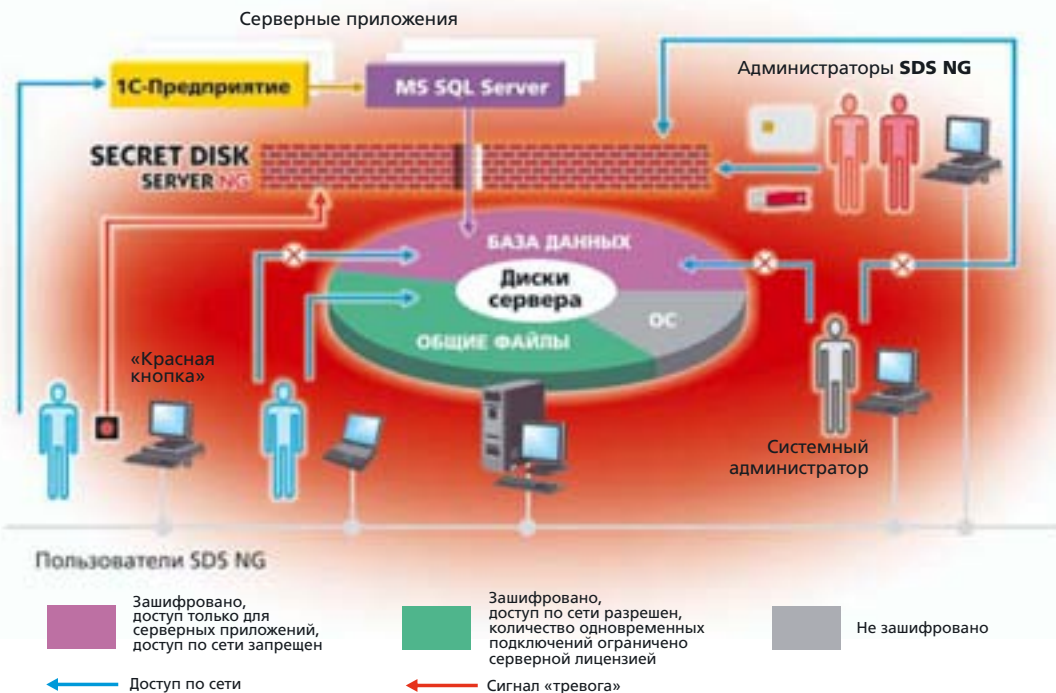 Серверные приложения
1С-Предприятие
MS SQL Server
Администраторы SDS NG
SECRET DISK
SERVER NG
БАЗА ДАННЫХ
Диски
сервера
ОС
ОБЩИЕ ФАЙЛЫ
«Красная
кнопка»
Системный
администратор
Пользователи SDS NG
Зашифровано,
доступ только для
серверных приложений,
доступ по сети запрещен
Зашифровано,
доступ по сети разрешен,
количество одновременных
подключений ограничено
серверной лицензией
Не зашифровано
Доступ по сети
Сигнал «тревога»